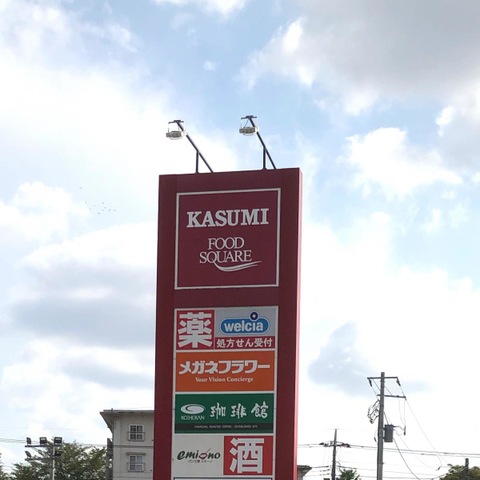 KASUMI
FOOD
SQUARE
薬 welcia
処方せん受付
メガネフラワー
Your Vision Concierge
KOHIKAN 珈琲館
emiono 酒